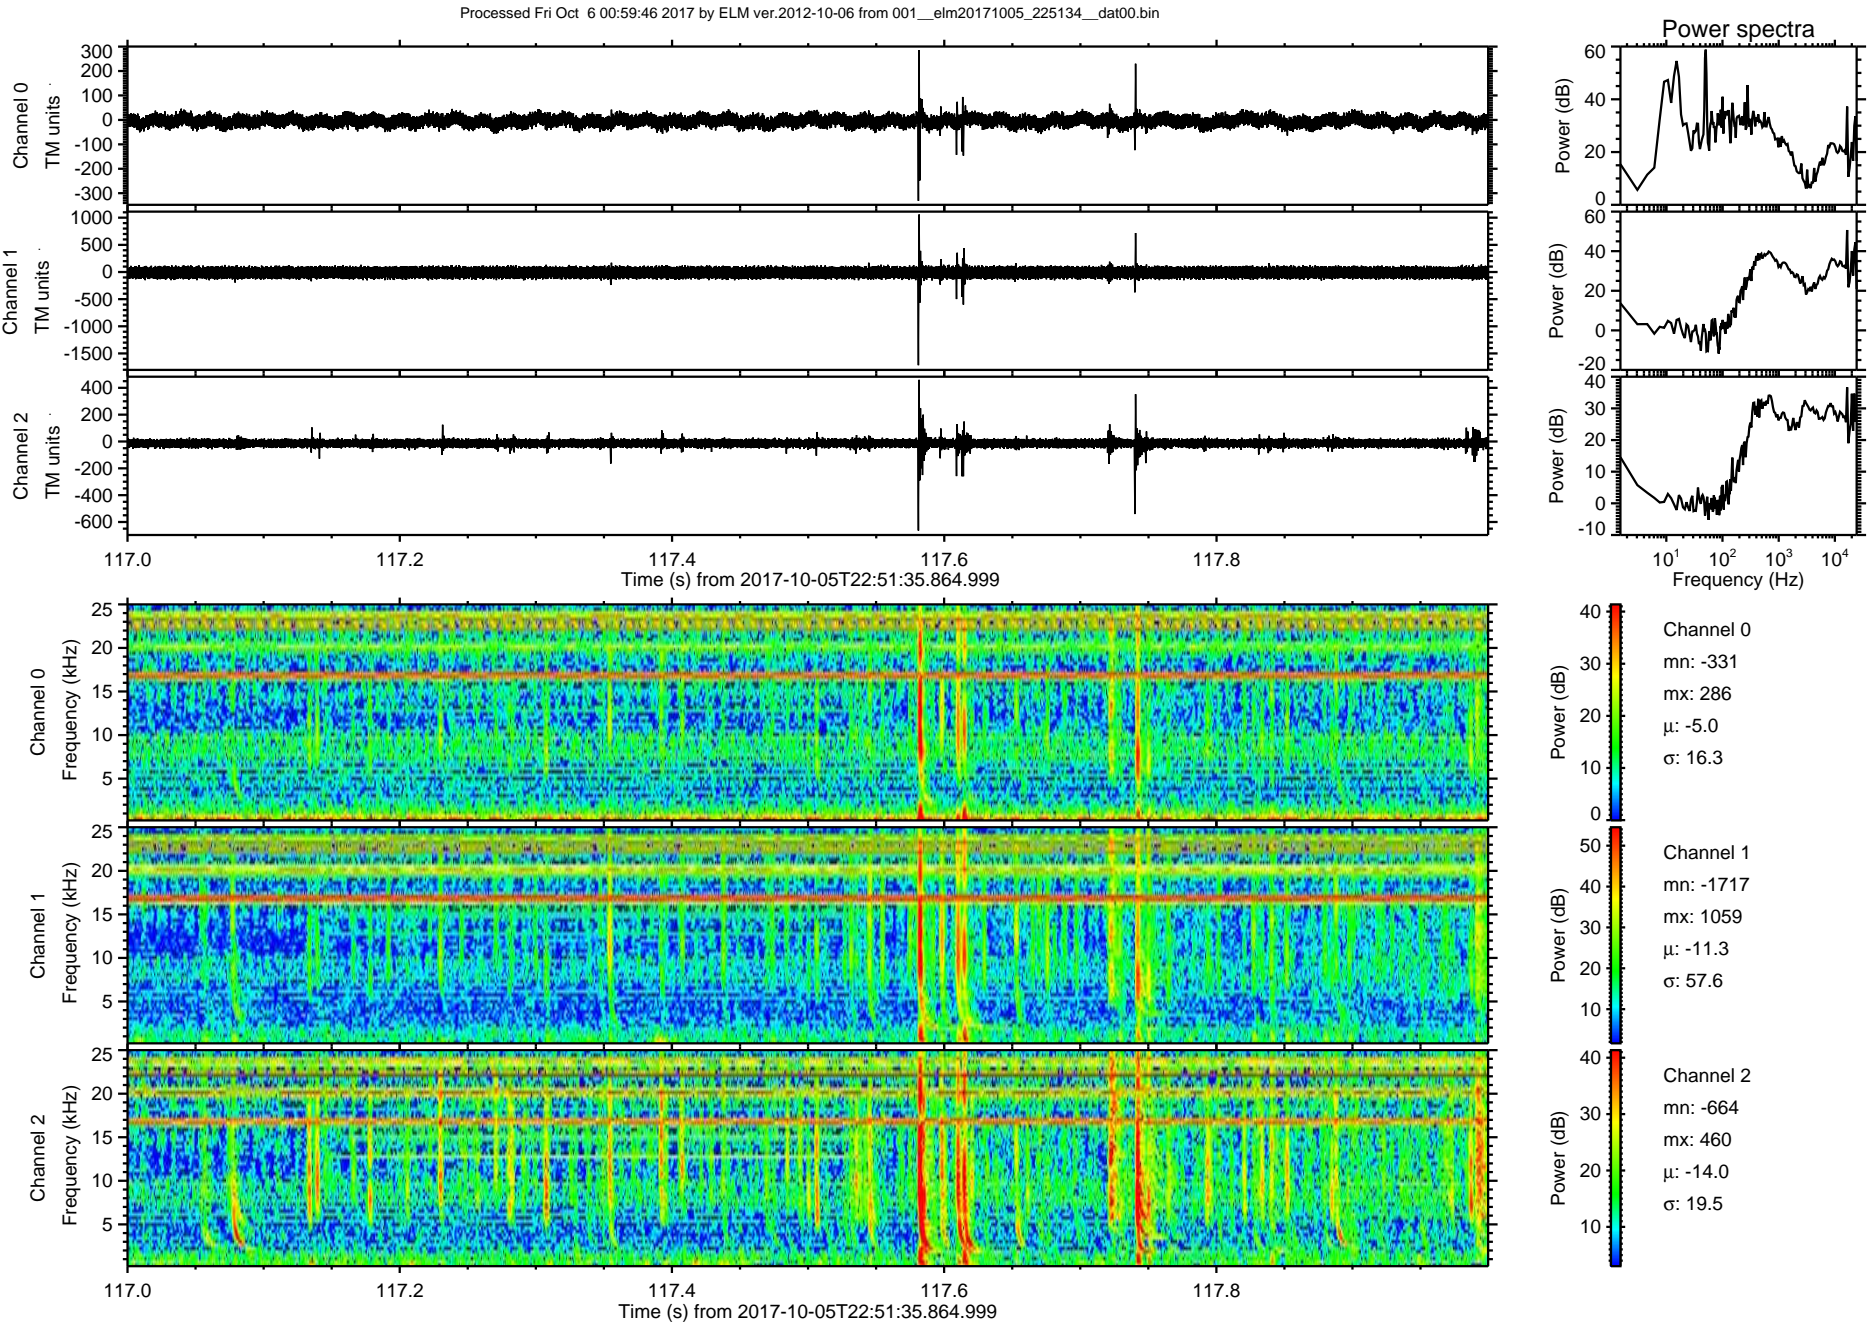 Processed Fri Oct  6 00:59:46 2017 by ELM ver.2012-10-06 from 001__elm20171005_225134__dat00.bin
Power spectra
Channel 0
TM units
300
200
100
0
-100
-200
-300
Power (dB)
60
40
20
0
Channel 1
TM units
1000
500
0
-500
-1000
-1500
Power (dB)
60
40
20
0
-20
Channel 2
TM units
400
200
0
-200
-400
-600
Power (dB)
40
30
20
10
0
-10
117.0 117.2 117.4 117.6 117.8
Time (s) from 2017-10-05T22:51:35.864.999
10^1 10^2 10^3 10^4
Frequency (Hz)
Channel 0
Frequency (kHz)
25
20
15
10
5
Power (dB)
40
30
20
10
0
Channel 0
mn: -331
mx: 286
μ: -5.0
σ: 16.3
Channel 1
Frequency (kHz)
25
20
15
10
5
Power (dB)
50
40
30
20
10
Channel 1
mn: -1717
mx: 1059
μ: -11.3
σ: 57.6
Channel 2
Frequency (kHz)
25
20
15
10
5
Power (dB)
40
30
20
10
Channel 2
mn: -664
mx: 460
μ: -14.0
σ: 19.5
117.0 117.2 117.4 117.6 117.8
Time (s) from 2017-10-05T22:51:35.864.999